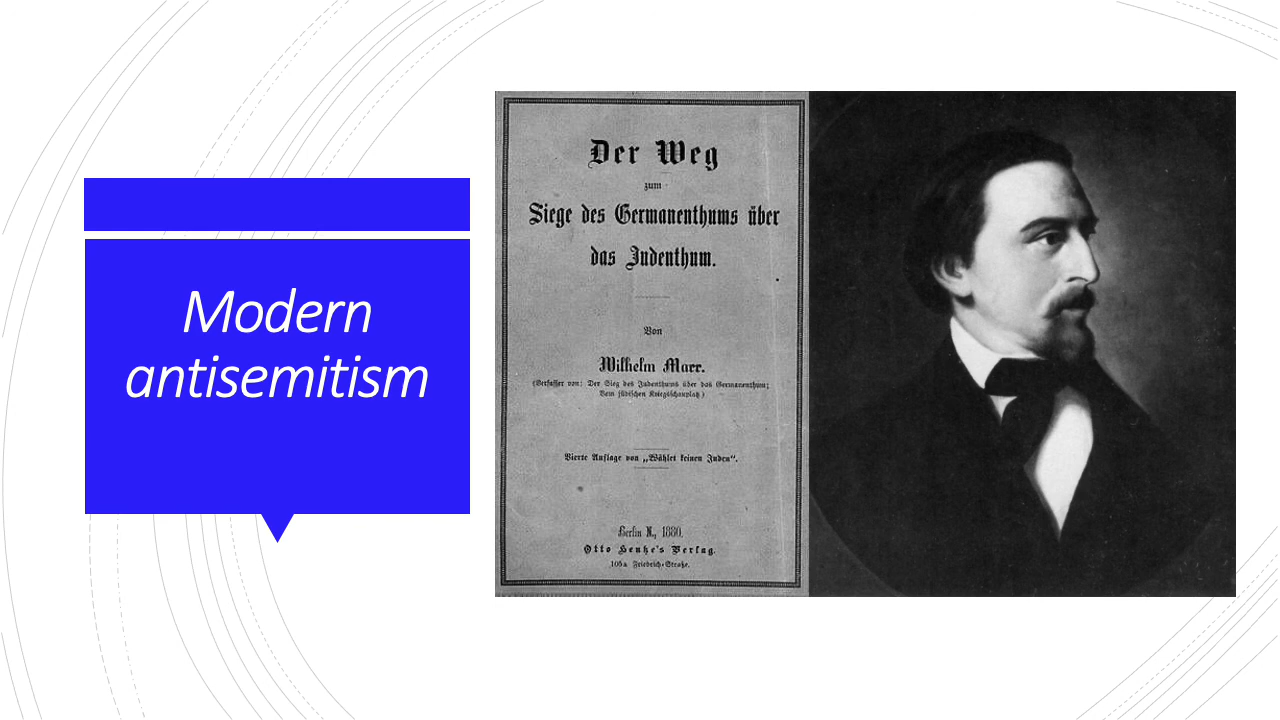 Modern
antisemitism
Der Weg
zum
Siege des Germanenthums über
das Judenthum.
Von
Wilhelm Marr.
(Verfasser von: Der Sieg des Judenthums über das Germanenthum;
Vom jüdischen Kriegsschauplatz)
Vierte Auflage von „Wählet keinen Juden“.
Berlin N., 1880.
Otto Hentze's Verlag.
105a Friedrich-Straße.